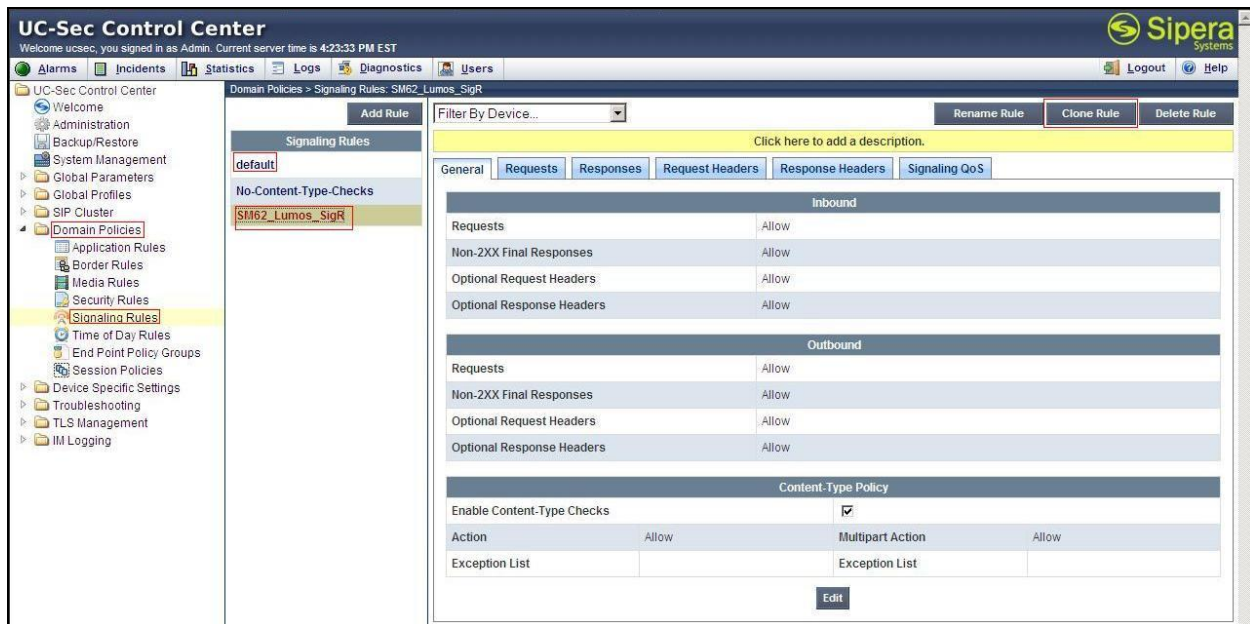 UC-Sec Control Center
Welcome ucsec, you signed in as Admin. Current server time is 4:23:33 PM EST
Sipera
Systems
Alarms Incidents Statistics Logs Diagnostics Users Logout Help
UC-Sec Control Center
Welcome
Administration
Backup/Restore
System Management
Global Parameters
Global Profiles
SIP Cluster
Domain Policies
Application Rules
Border Rules
Media Rules
Security Rules
Signaling Rules
Time of Day Rules
End Point Policy Groups
Session Policies
Device Specific Settings
Troubleshooting
TLS Management
IM Logging
Domain Policies > Signaling Rules: SM62_Lumos_SigR
Add Rule
Signaling Rules
default
No-Content-Type-Checks
SM62_Lumos_SigR
Filter By Device...
Rename Rule Clone Rule Delete Rule
Click here to add a description.
General Requests Responses Request Headers Response Headers Signaling QoS
Inbound
Requests Allow
Non-2XX Final Responses Allow
Optional Request Headers Allow
Optional Response Headers Allow
Outbound
Requests Allow
Non-2XX Final Responses Allow
Optional Request Headers Allow
Optional Response Headers Allow
Content-Type Policy
Enable Content-Type Checks
Action Allow Multipart Action Allow
Exception List Exception List
Edit